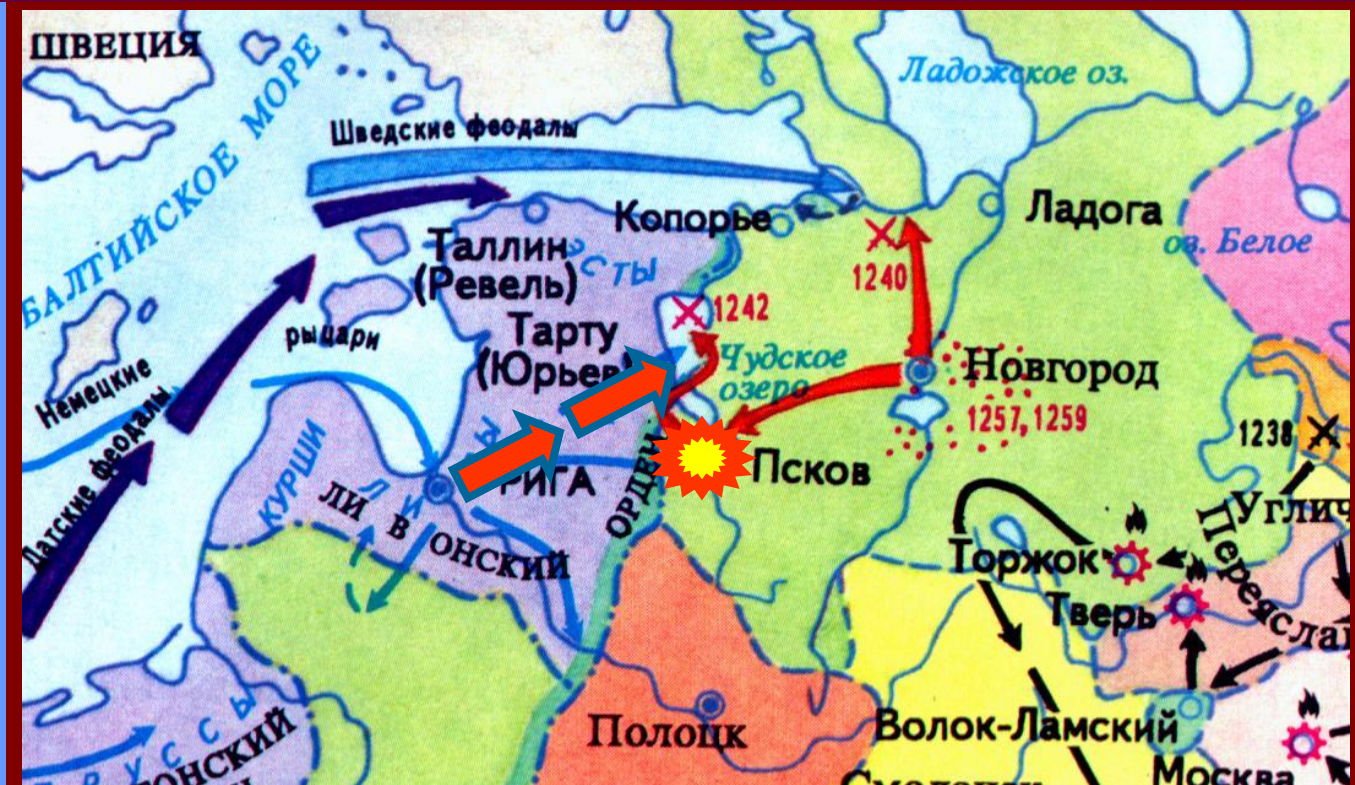 ШВЕЦИЯ
БАЛТИЙСКОЕ МОРЕ
Ладожское оз.
Шведские феодалы
Копорье
Ладога
оз. Белое
Таллин
(Ревель)
эсты
1240
1242
рыцари
Тарту
(Юрьев)
Чудское
озеро
Новгород
1257, 1259
Немецкие
Датские феодалы
1238
КУРШИ
РИГА
ОРДЕН
Псков
Углич
ЛИВОНСКИЙ
Торжок
Тверь
Переяслав
Полоцк
Волок-Ламский
Москва